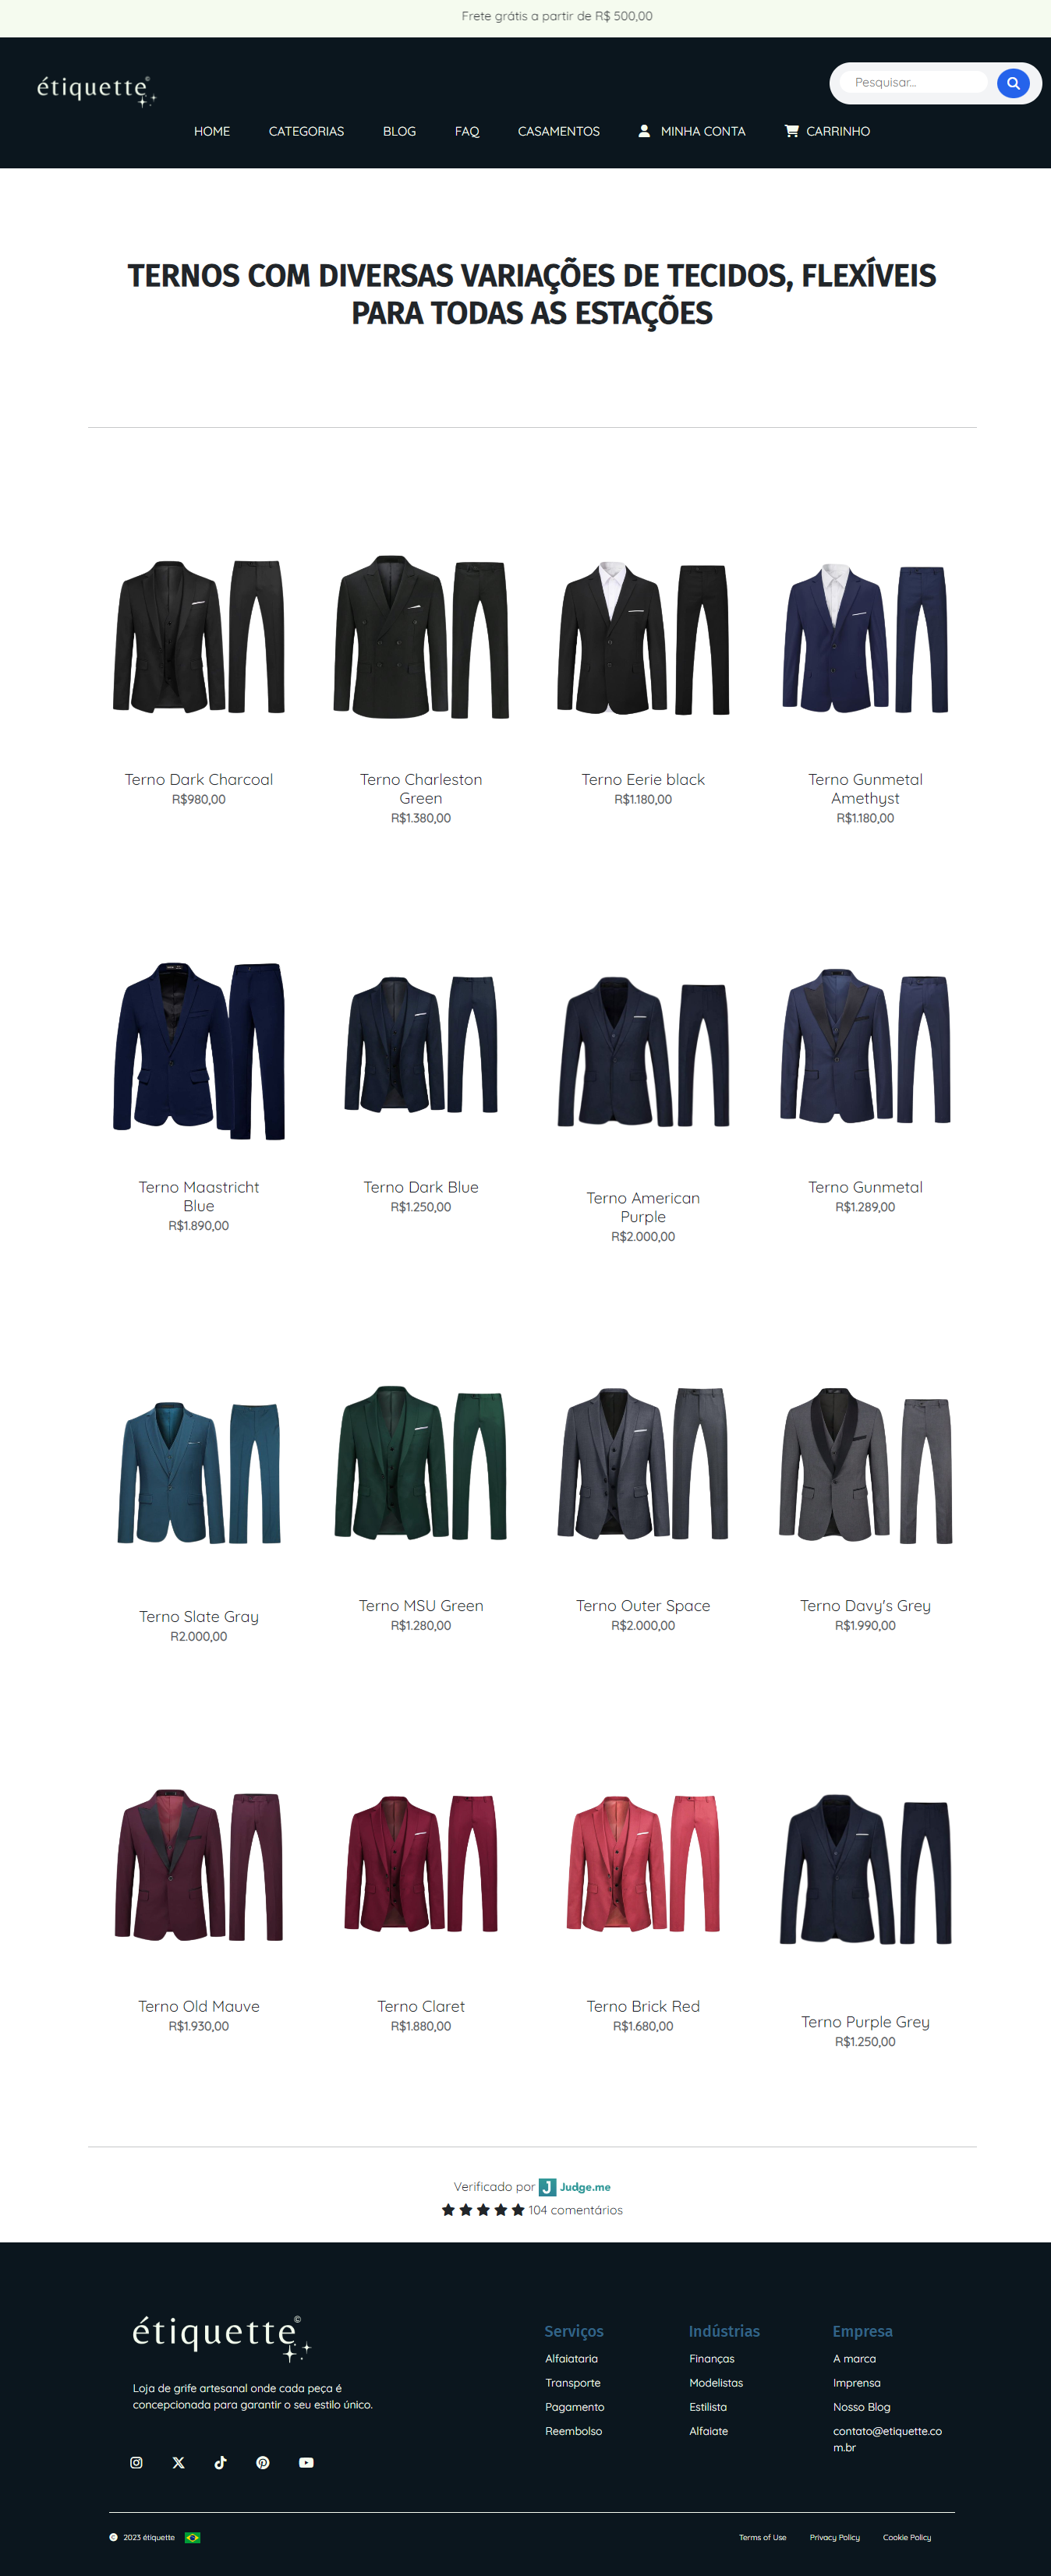 Frete grátis a partir de R$ 500,00
étiquette©
Pesquisar...
HOME
CATEGORIAS
BLOG
FAQ
CASAMENTOS
MINHA CONTA
CARRINHO
TERNOS COM DIVERSAS VARIAÇÕES DE TECIDOS, FLEXÍVEIS
PARA TODAS AS ESTAÇÕES
Terno Dark Charcoal
R$980,00
Terno Charleston
Green
R$1.380,00
Terno Eerie black
R$1.180,00
Terno Gunmetal
Amethyst
R$1.180,00
Terno Maastricht
Blue
R$1.890,00
Terno Dark Blue
R$1.250,00
Terno American
Purple
R$2.000,00
Terno Gunmetal
R$1.289,00
Terno Slate Gray
R2.000,00
Terno MSU Green
R$1.280,00
Terno Outer Space
R$2.000,00
Terno Davy's Grey
R$1.990,00
Terno Old Mauve
R$1.930,00
Terno Claret
R$1.880,00
Terno Brick Red
R$1.680,00
Terno Purple Grey
R$1.250,00
Verificado por J Judge.me
104 comentários
étiquette©
Loja de grife artesanal onde cada peça é
concepcionada para garantir o seu estilo único.
Serviços
Alfaiataria
Transporte
Pagamento
Reembolso
Indústrias
Finanças
Modelistas
Estilista
Alfaiate
Empresa
A marca
Imprensa
Nosso Blog
contato@etiquette.co
m.br
© 2023 étiquette
Terms of Use
Privacy Policy
Cookie Policy